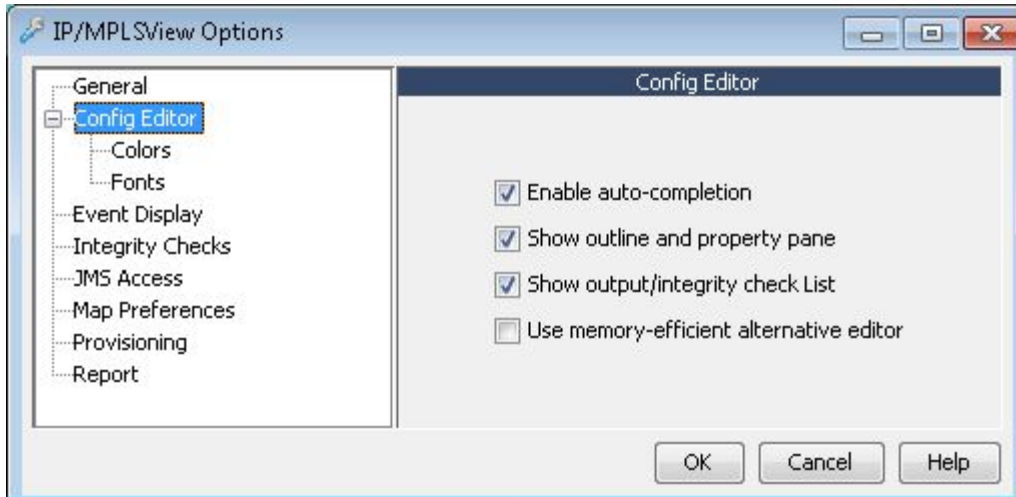 IP/MPLSView Options
General
Config Editor
Colors
Fonts
Event Display
Integrity Checks
JMS Access
Map Preferences
Provisioning
Report
Config Editor
Enable auto-completion
Show outline and property pane
Show output/integrity check List
Use memory-efficient alternative editor
OK Cancel Help